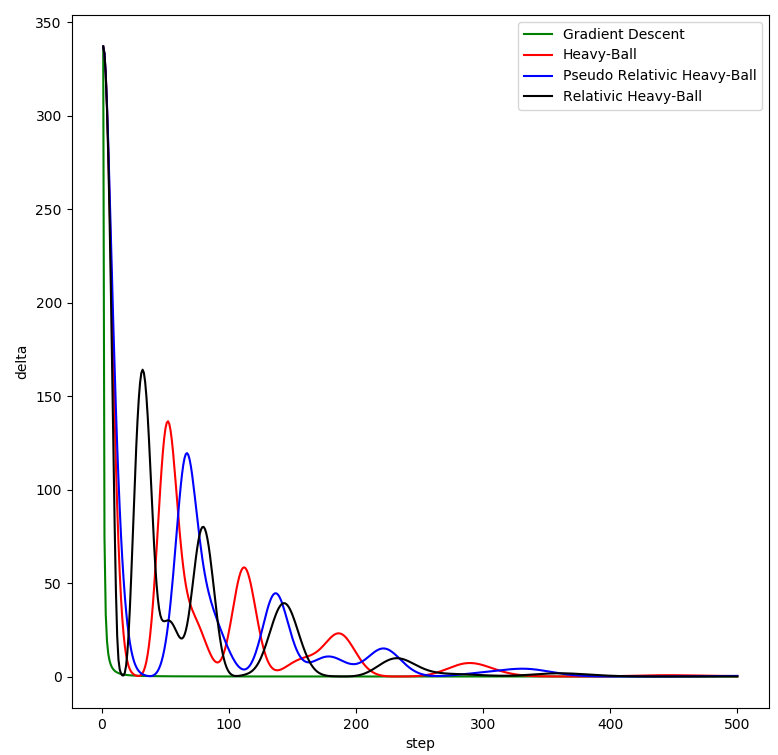 350
300
250
200
150
100
50
0
delta
Gradient Descent
Heavy-Ball
Pseudo Relativic Heavy-Ball
Relativic Heavy-Ball
0 100 200 300 400 500
step